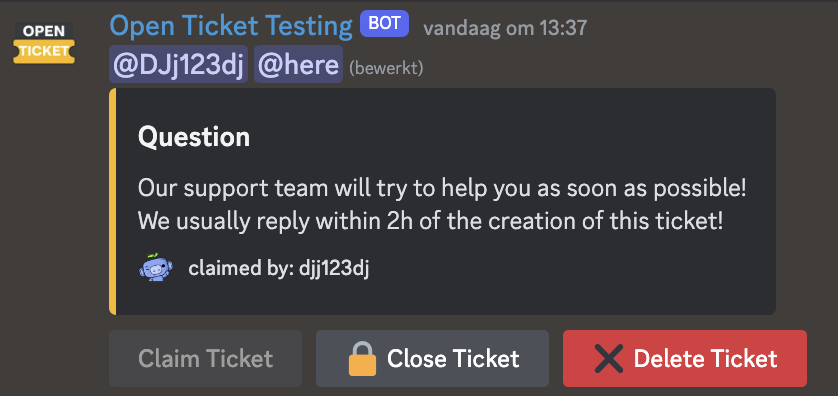 OPEN
TICKET
Open Ticket Testing BOT vandaag om 13:37
@DJj123dj @here (bewerkt)
Question
Our support team will try to help you as soon as possible!
We usually reply within 2h of the creation of this ticket!
claimed by: djj123dj
Claim Ticket Close Ticket Delete Ticket